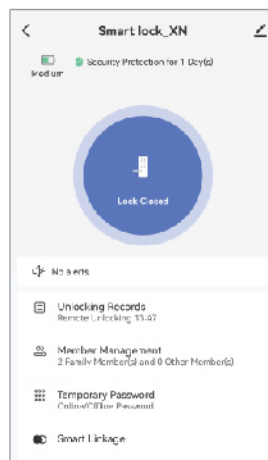 Smart lock_XN
Security Protection for 1 Day(s)
Medium
Lock Closed
No alerts
Unlocking Records
Remote Unlocking 13:47
Member Management
2 Family Member(s) and 0 Other Member(s)
Temporary Password
Online/Offline Password
Smart Linkage